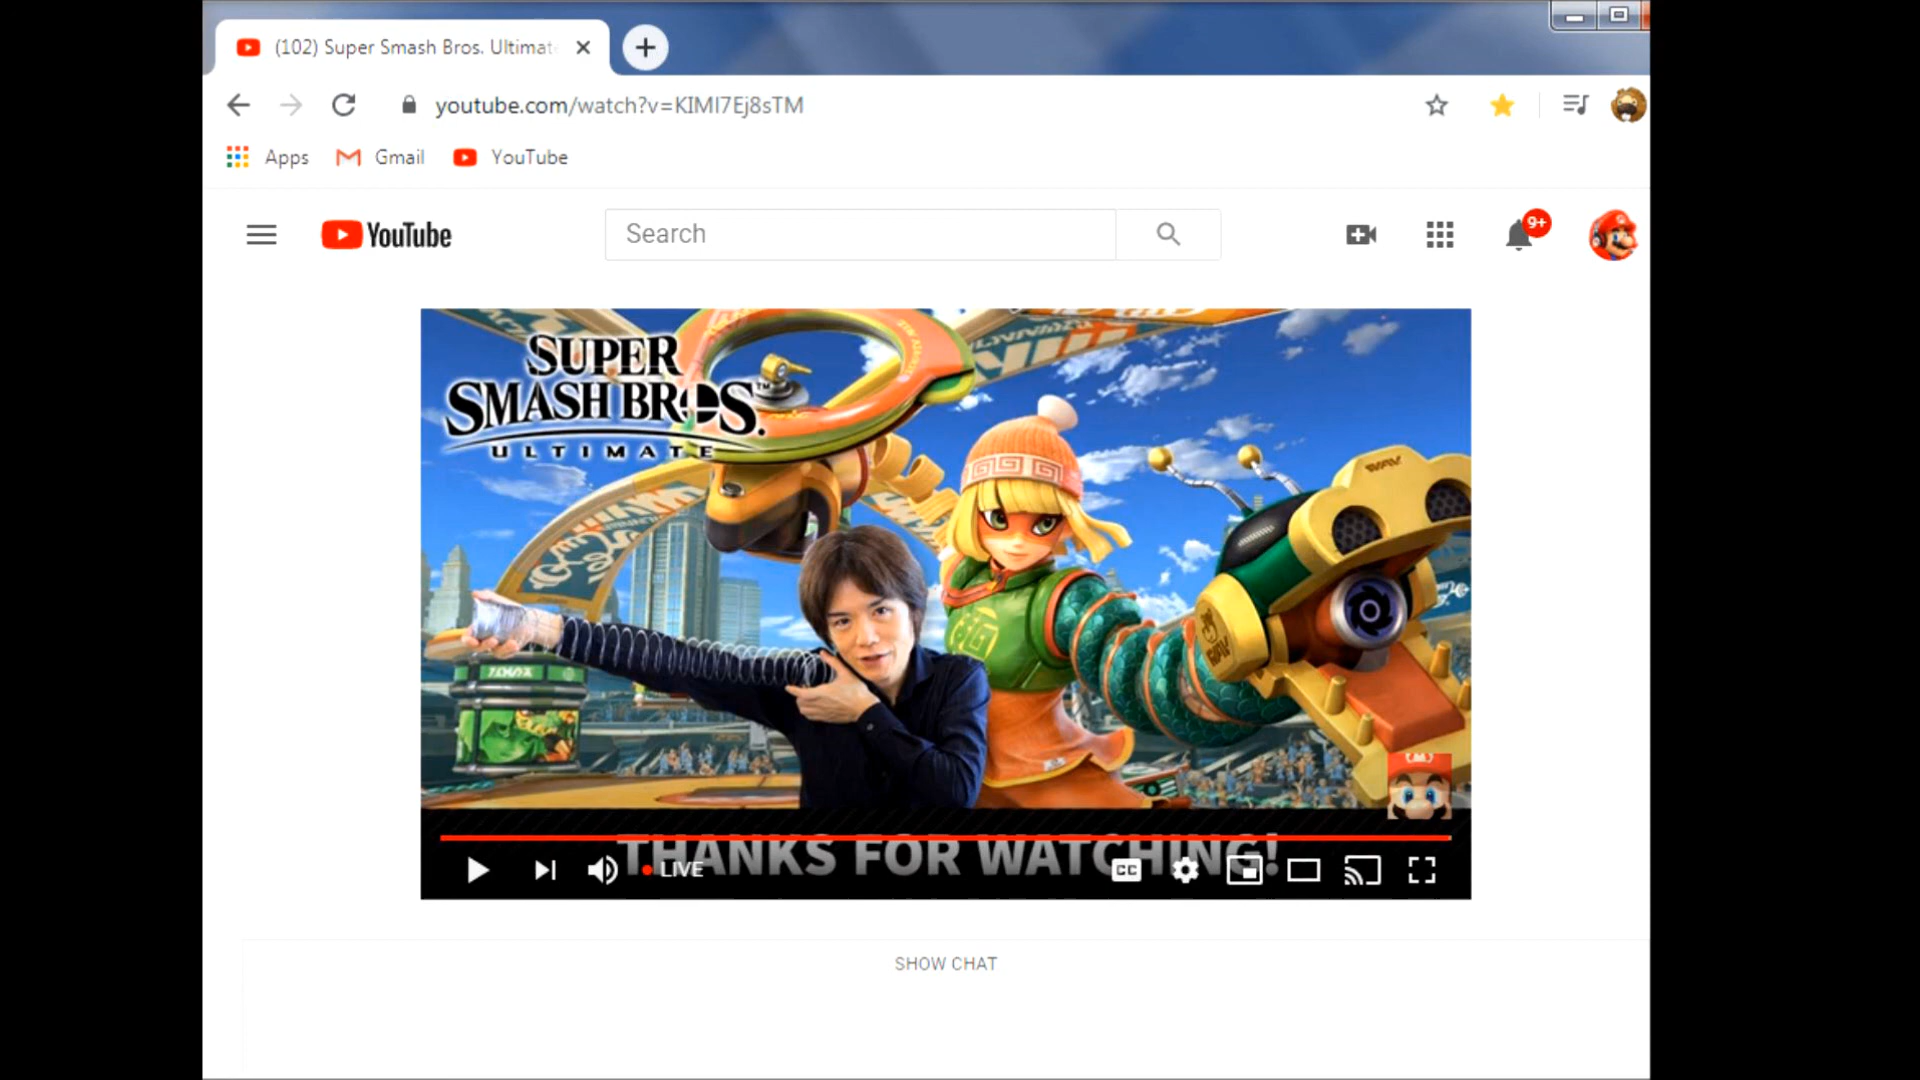 (102) Super Smash Bros. Ultimat
youtube.com/watch?v=KIMI7Ej8sTM
Apps
Gmail
YouTube
YouTube
Search
9+
SUPER
SMASH BROS.™
ULTIMATE
THANKS FOR WATCHING!
LIVE
CC
SHOW CHAT